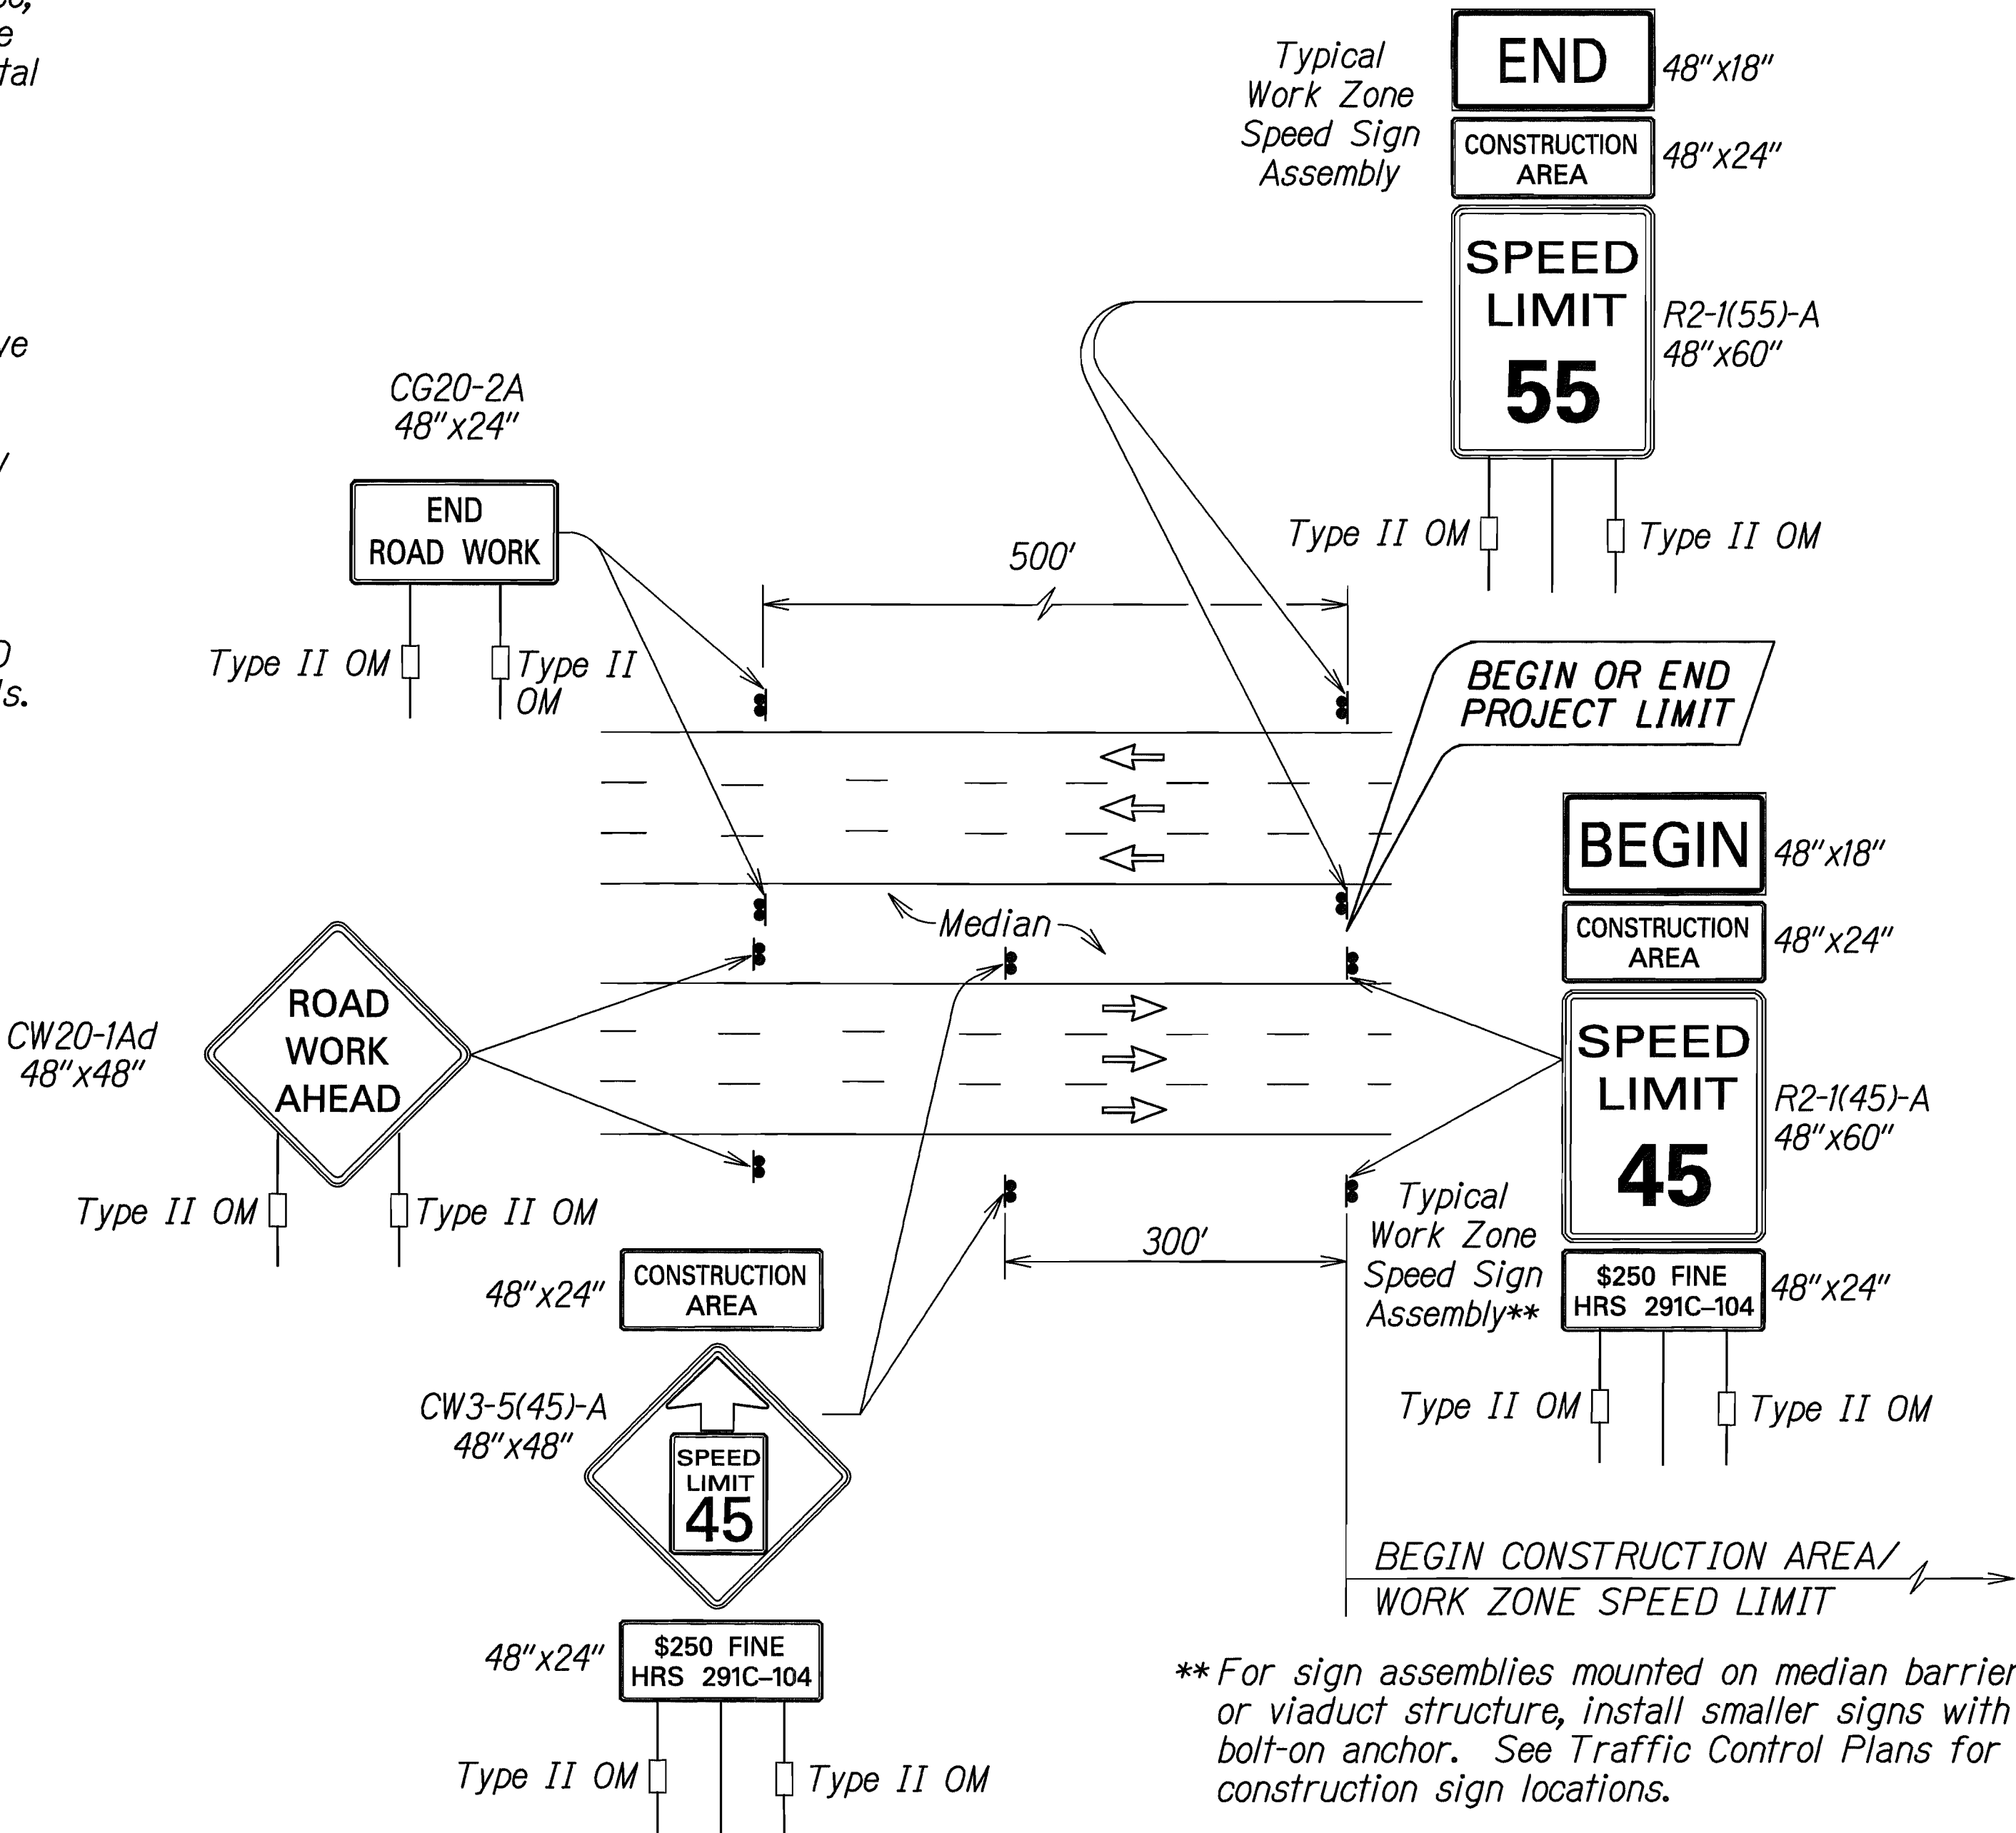 tal
END
48"x18"
Typical
Work Zone
Speed Sign
Assembly
CONSTRUCTION
AREA
48"x24"
SPEED
LIMIT
55
R2-1(55)-A
48"x60"
Type II OM
Type II OM
CG20-2A
48"x24"
END
ROAD WORK
Type II OM
Type II
OM
500'
ls.
BEGIN OR END
PROJECT LIMIT
BEGIN
48"x18"
CONSTRUCTION
AREA
48"x24"
SPEED
LIMIT
45
R2-1(45)-A
48"x60"
Median
CW20-1Ad
48"x48"
ROAD
WORK
AHEAD
Type II OM
Type II OM
300'
Typical
Work Zone
Speed Sign
Assembly**
$250 FINE
HRS 291C–104
48"x24"
Type II OM
Type II OM
48"x24"
CONSTRUCTION
AREA
CW3-5(45)-A
48"x48"
SPEED
LIMIT
45
48"x24"
$250 FINE
HRS 291C–104
Type II OM
Type II OM
BEGIN CONSTRUCTION AREA/
WORK ZONE SPEED LIMIT
** For sign assemblies mounted on median barrier
or viaduct structure, install smaller signs with
bolt-on anchor. See Traffic Control Plans for
construction sign locations.